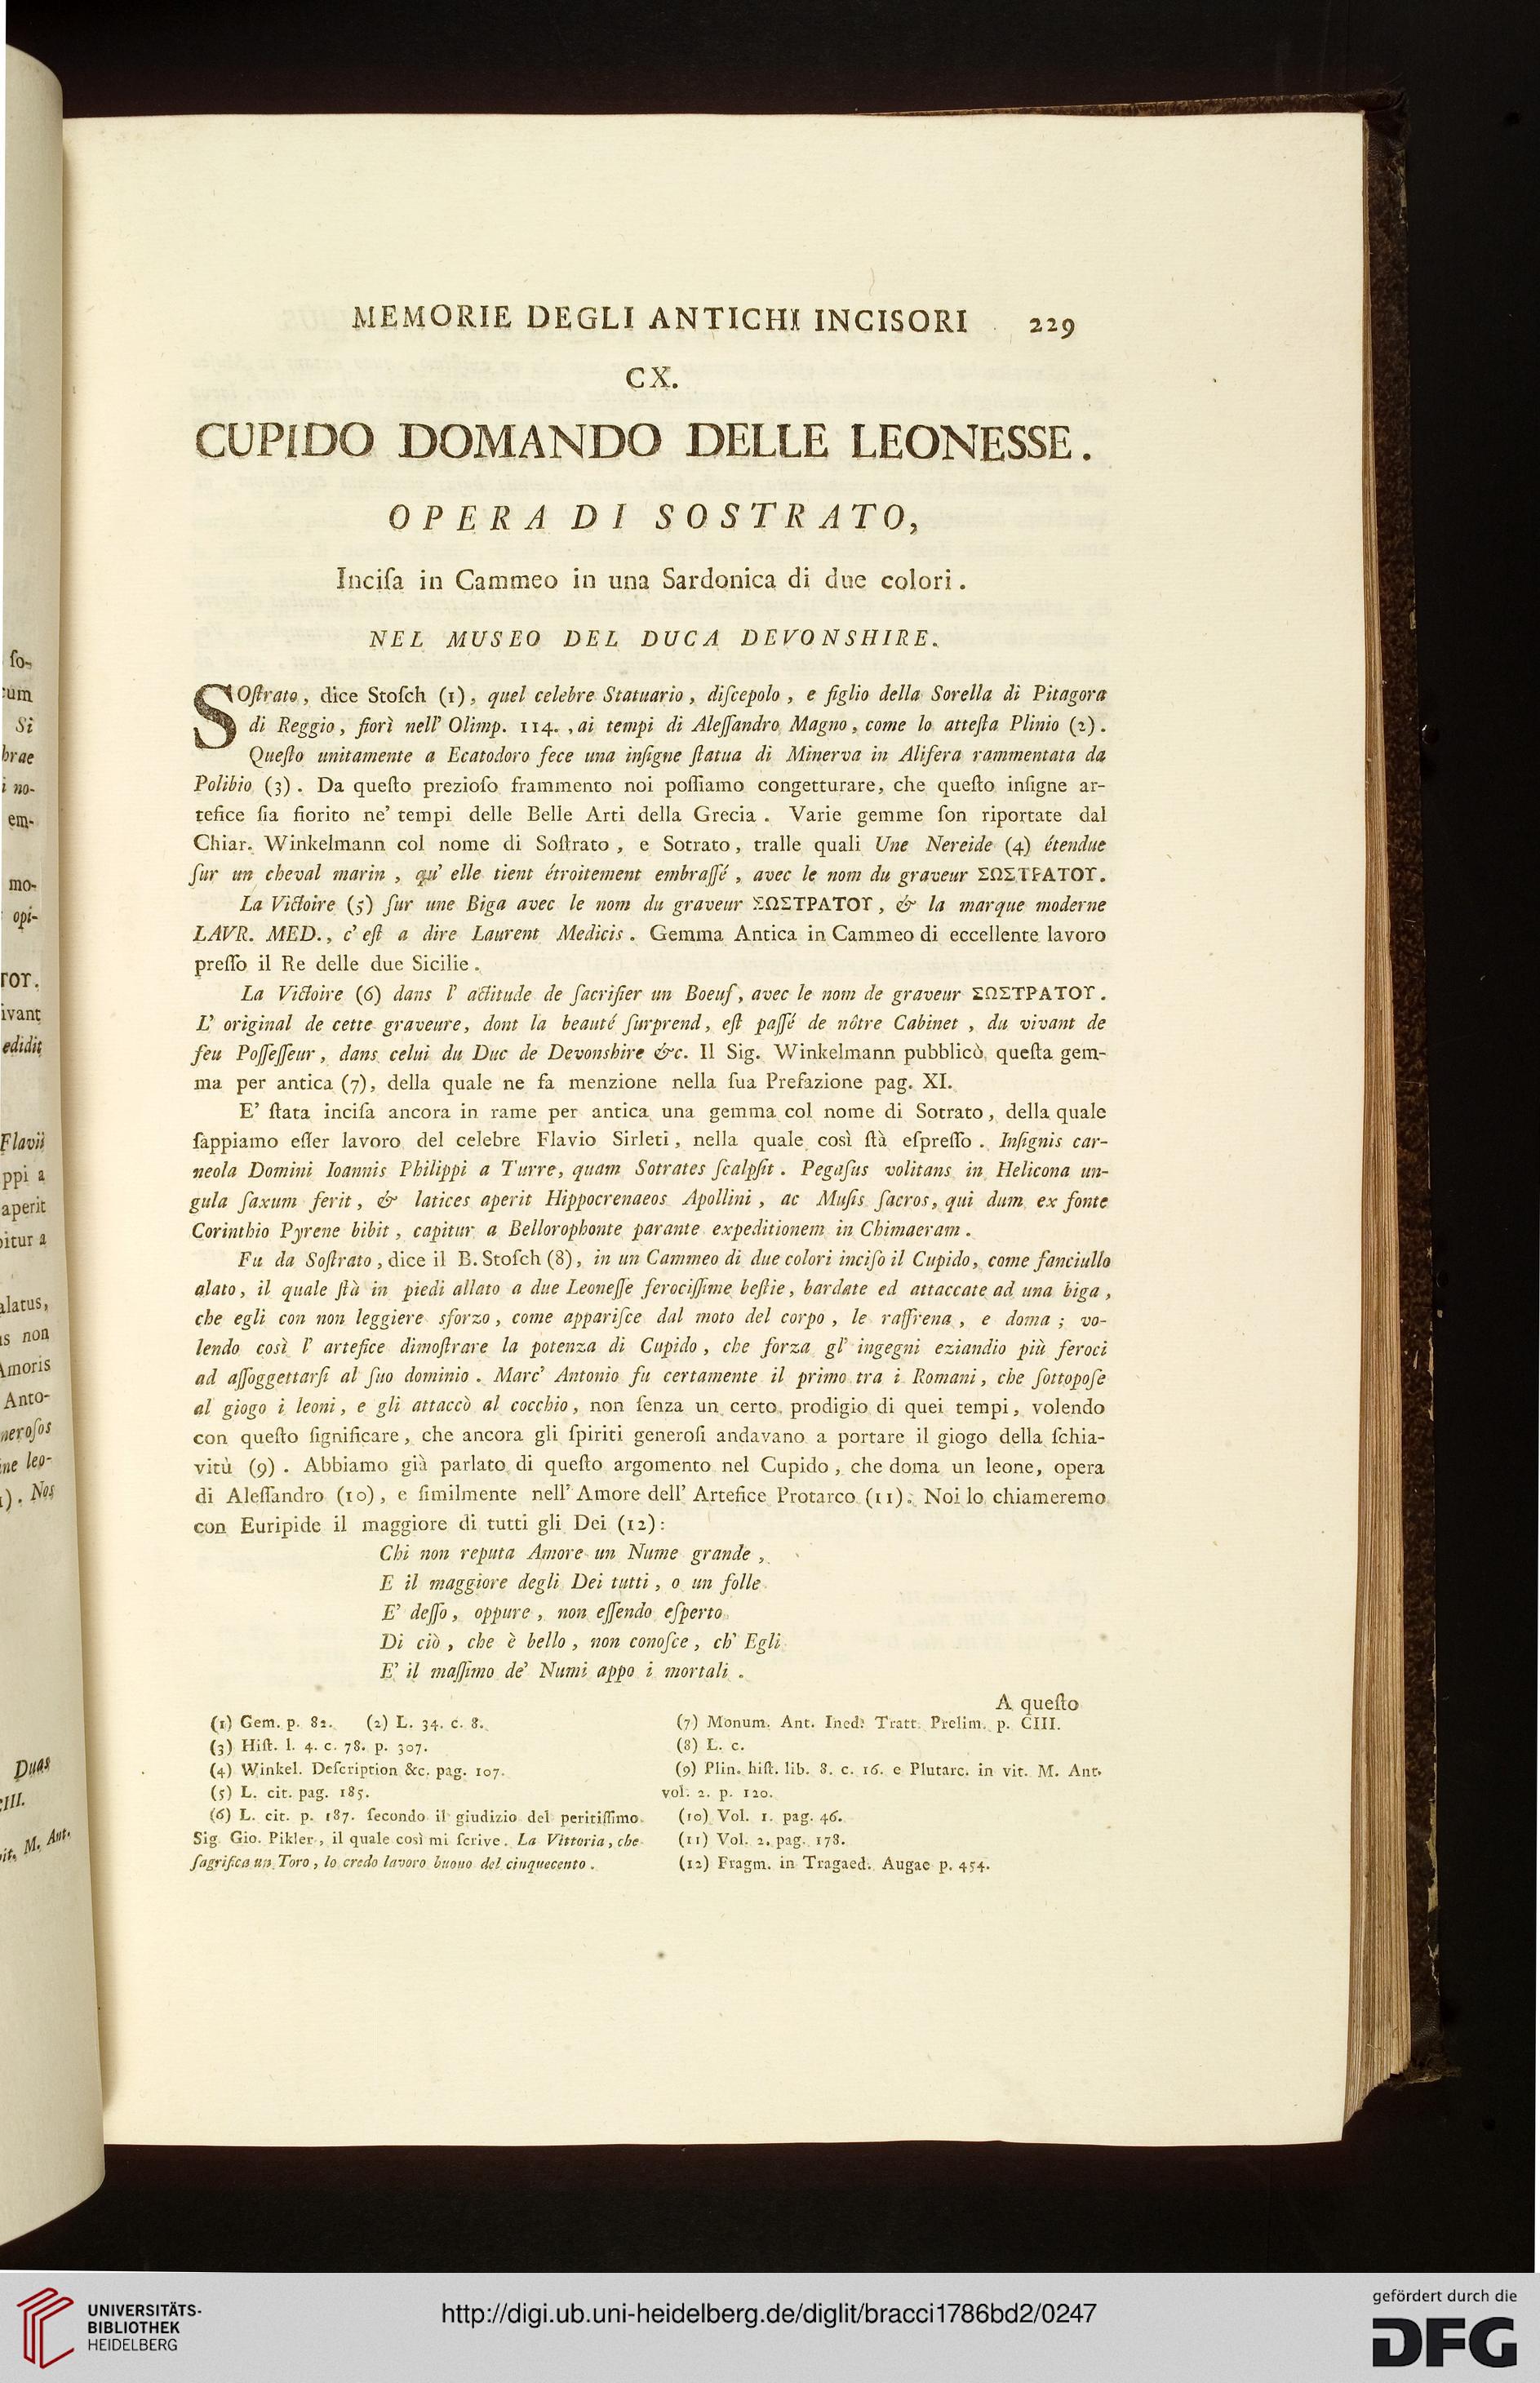 MEMORIE DEGLI ANTICHI INCISORI 229
CX.
CUPIDO DOMANDO DELLE LEONESSE.
OPERA DI SOSTRATO,
Inciſa in Cammeo in una Sardonica di due colori.
NEL MUSEO DEL DUCA DEVONSHIRE.
SOſtrato, dice Stoſch (1), quel celebre Statuario, diſcepolo, e figlio della Sorella di Pitagora
di Reggio, fiorì nell' Olimp. 114., ai tempi di Aleſſandro Magno, come lo atteſta Plinio (2).
Queſto unitamente a Ecatodoro fece una inſigne ſtatua di Minerva in Alifera rammentata da
Polibio (3). Da queſto prezioſo frammento noi poſſiamo congetturare, che queſto inſigne ar-
tefice ſia fiorito ne' tempi delle Belle Arti della Grecia. Varie gemme ſon riportate dal
Chiar. Winkelmann col nome di Soſtrato, e Sotrato, tralle quali Une Nereide (4) étendue
ſur un cheval marin, qu' elle tient étroitement embraſſé, avec le nom du graveur ΣΩΣΤΡΑΤΟΥ.
La Victoire (5) ſur une Biga avec le nom du graveur ΣΩΣΤΡΑΤΟΥ, & la marque moderne
LAVR. MED., c' eſt a dire Laurent Medicis. Gemma Antica in Cammeo di eccellente lavoro
preſſo il Re delle due Sicilie.
La Victoire (6) dans l' actitude de ſacrifier un Boeuf, avec le nom de graveur ΣΩΣΤΡΑΤΟΥ.
L' original de cette graveure, dont la beauté ſurprend, eſt paſſé de nôtre Cabinet, du vivant de
feu Poſſeſſeur, dans celui du Duc de Devonshire &c. Il Sig. Winkelmann pubblicò queſta gem-
ma per antica (7), della quale ne fa menzione nella ſua Prefazione pag. XI.
E' ſtata inciſa ancora in rame per antica una gemma col nome di Sotrato, della quale
ſappiamo eſſer lavoro del celebre Flavio Sirleti, nella quale così ſtà eſpreſſo. Inſignis car-
neola Domini Ioannis Philippi a Turre, quam Sotrates ſcalpſit. Pegaſus volitans in Helicona un-
gula ſaxum ferit, & latices aperit Hippocrenaeos Apollini, ac Muſis ſacros, qui dum ex fonte
Corinthio Pyrene bibit, capitur a Bellorophonte parante expeditionem in Chimaeram.
Fu da Soſtrato, dice il B. Stoſch (8), in un Cammeo di due colori inciſo il Cupido, come fanciullo
alato, il quale ſtà in piedi allato a due Leoneſſe ferociſſime beſtie, bardate ed attaccate ad una biga,
che egli con non leggiere sforzo, come appariſce dal moto del corpo, le raffrena, e doma; vo-
lendo così l' artefice dimoſtrare la potenza di Cupido, che forza gl' ingegni eziandio più feroci
ad aſſoggettarſi al ſuo dominio. Marc' Antonio fu certamente il primo tra i Romani, che ſottopoſe
al giogo i leoni, e gli attaccò al cocchio, non ſenza un certo prodigio di quei tempi, volendo
con queſto ſignificare, che ancora gli ſpiriti generoſi andavano a portare il giogo della ſchia-
vitù (9). Abbiamo già parlato di queſto argomento nel Cupido, che doma un leone, opera
di Aleſſandro (10), e ſimilmente nell' Amore dell' Artefice Protarco (11). Noi lo chiameremo
con Euripide il maggiore di tutti gli Dei (12):
Chi non reputa Amore un Nume grande,
E il maggiore degli Dei tutti, o un folle
E' deſſo, oppure, non eſſendo eſperto
Di ciò, che è bello, non conoſce, ch' Egli
E' il maſſimo de' Numi appo i mortali.
A queſto
(1) Gem. p. 82. (2) L. 34. c. 8.
(3) Hiſt. l. 4. c. 78. p. 307.
(4) Winkel. Deſcription &c. pag. 107.
(5) L. cit. pag. 185.
(6) L. cit. p. 187. ſecondo il giudizio del peritiſſimo
Sig. Gio. Pikler, il quale così mi ſcrive. La Vittoria, che
ſagrifica un Toro, lo credo lavoro buono del cinquecento.
(7) Monum. Ant. Ined. Tratt. Prelim. p. CIII.
(8) L. c.
(9) Plin. hiſt. lib. 8. c. 16. e Plutarc. in vit. M. Ant.
vol. 2. p. 120.
(10) Vol. 1. pag. 46.
(11) Vol. 2. pag. 178.
(12) Fragm. in Tragaed. Augae p. 454.
ſo-
cum
Si
brae
i no-
em-
mo-
opi-
ΤΟΥ.
ivant
edidit
Flavii
ppi a
aperit
bitur a
alatus,
is non
Amoris
Anto-
neroſos
ine leo-
1). Nos
Duas
CIII.
vit. M. Ant.
UNIVERSITÄTS-
BIBLIOTHEK
HEIDELBERG
http://digi.ub.uni-heidelberg.de/diglit/bracci1786bd2/0247
gefördert durch die
DFG